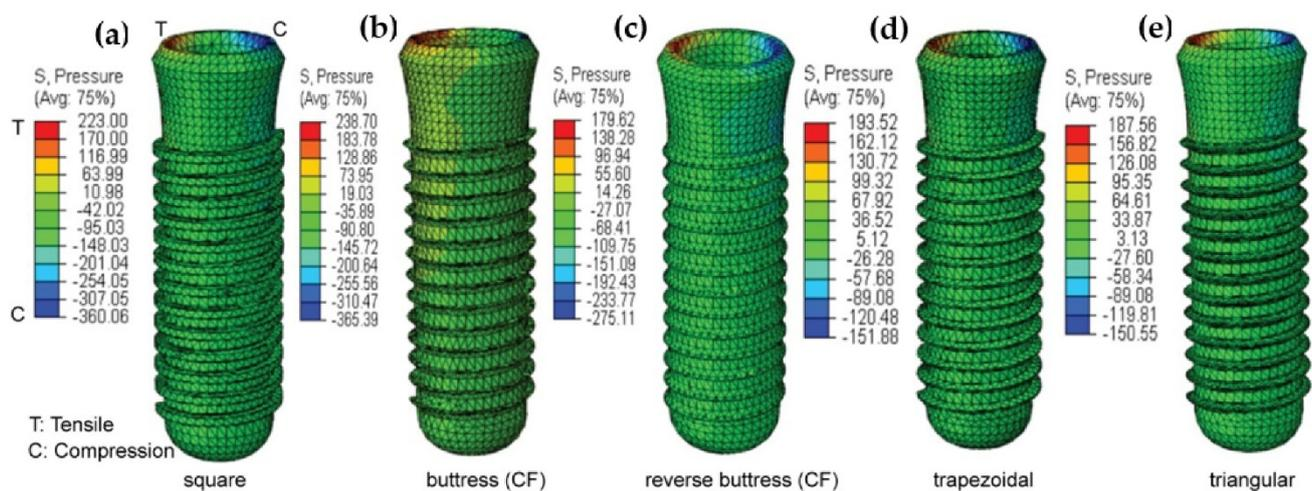 (a)
T
C
S, Pressure
(Avg: 75%)
T
223.00
170.00
116.99
63.99
10.98
-42.02
-95.03
-148.03
-201.04
-254.05
-307.05
-360.06
C
T: Tensile
C: Compression
square
(b)
S, Pressure
(Avg: 75%)
238.70
183.78
128.86
73.95
19.03
-35.89
-90.80
-145.72
-200.64
-255.56
-310.47
-365.39
buttress (CF)
(c)
S, Pressure
(Avg: 75%)
179.62
138.28
96.94
55.60
14.26
-27.07
-68.41
-109.75
-151.09
-192.43
-233.77
-275.11
reverse buttress (CF)
(d)
S, Pressure
(Avg: 75%)
193.52
162.12
130.72
99.32
67.92
36.52
5.12
-26.28
-57.68
-89.08
-120.48
-151.88
trapezoidal
(e)
S, Pressure
(Avg: 75%)
187.56
156.82
126.08
95.35
64.61
33.87
3.13
-27.60
-58.34
-89.08
-119.81
-150.55
triangular